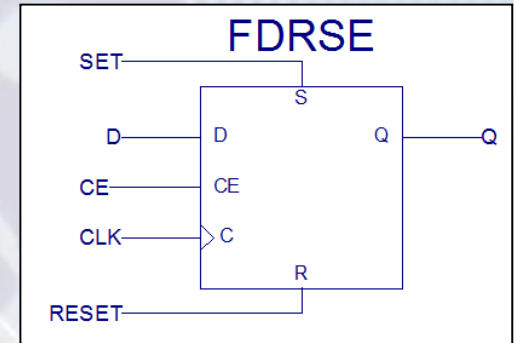 FDRSE
SET
S
D D Q Q
CE CE
CLK C
R
RESET